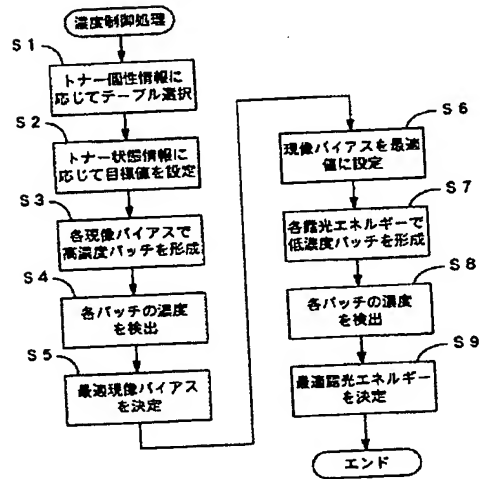 濃度制御処理
S1
トナー個性情報に
応じてテーブル選択
S2
トナー状態情報に
応じて目標値を設定
S3
各現像バイアスで
高濃度パッチを形成
S4
各パッチの濃度
を検出
S5
最適現像バイアス
を決定
S6
現像バイアスを最適
値に設定
S7
各露光エネルギーで
低濃度パッチを形成
S8
各パッチの濃度
を検出
S9
最適露光エネルギー
を決定
エンド